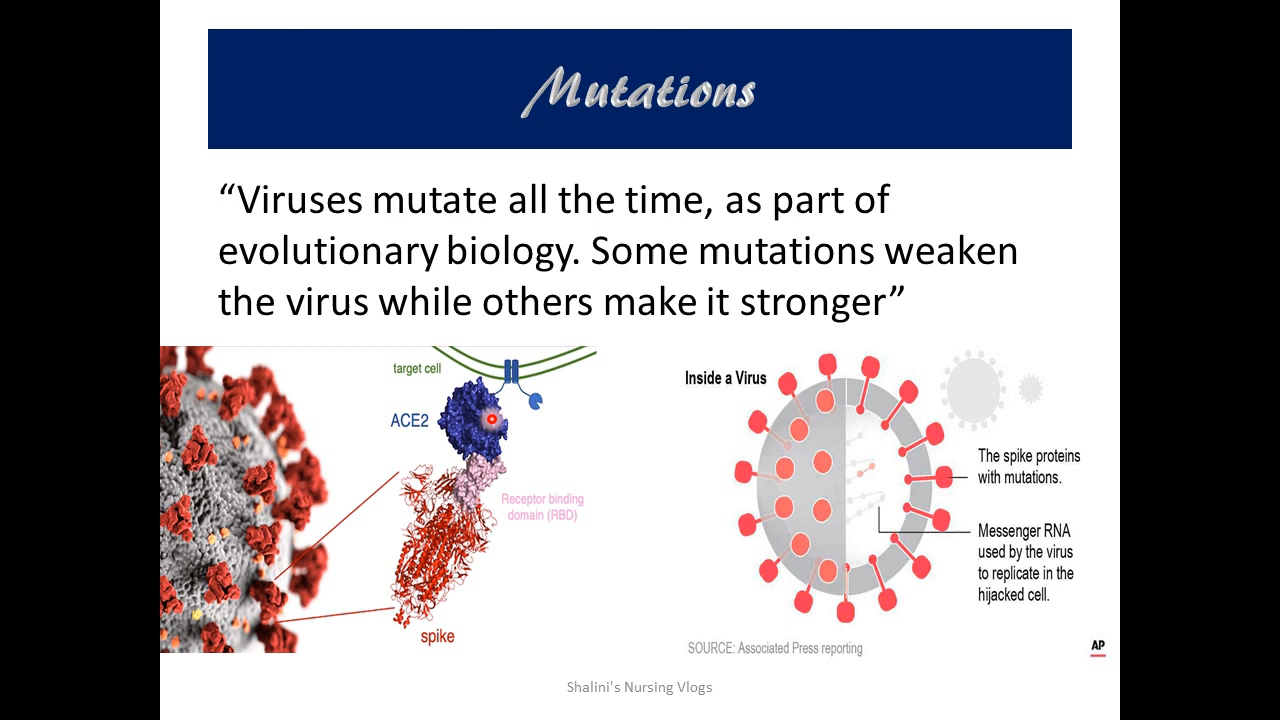 Mutations
“Viruses mutate all the time, as part of
evolutionary biology. Some mutations weaken
the virus while others make it stronger”
target cell
ACE2
Receptor binding
domain (RBD)
spike
Inside a Virus
The spike proteins
with mutations.
Messenger RNA
used by the virus
to replicate in the
hijacked cell.
SOURCE: Associated Press reporting
AP
Shalini's Nursing Vlogs